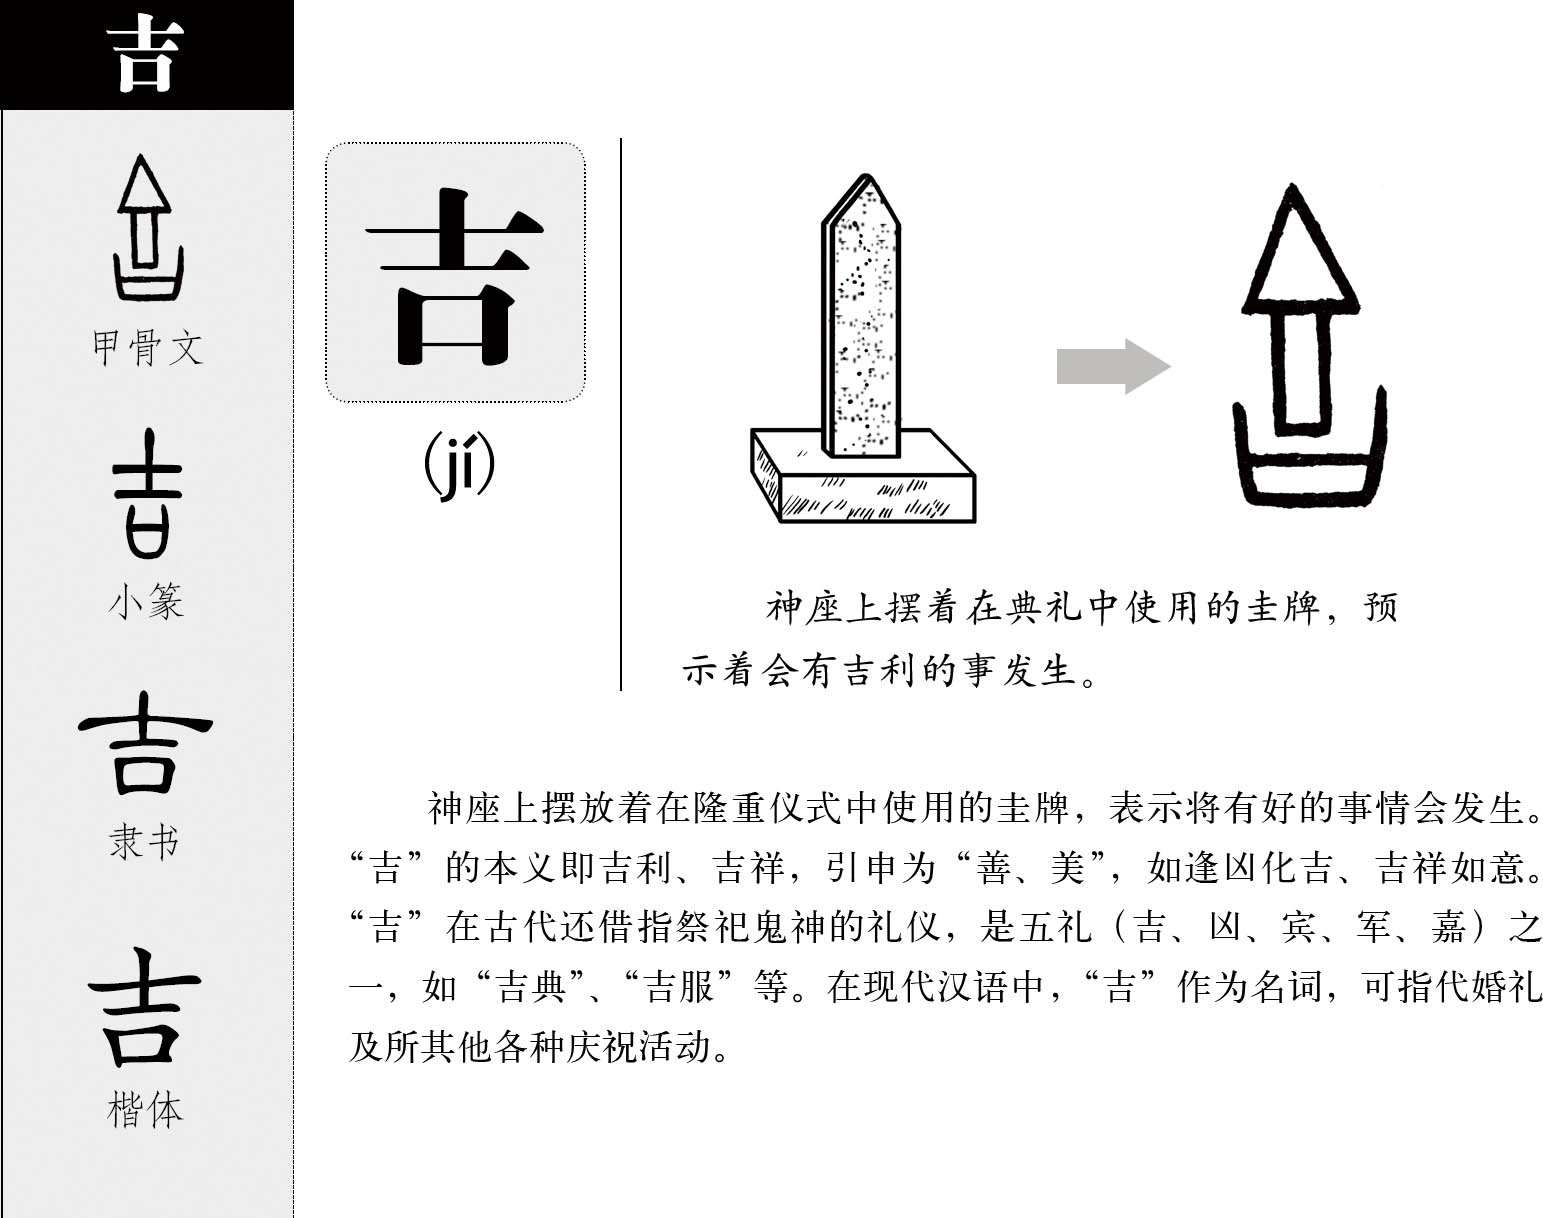 吉
甲骨文
吉
小篆
吉
隶书
吉
楷体
吉
(jí)
神座上摆着在典礼中使用的圭牌，预
示着会有吉利的事发生。
神座上摆放着在隆重仪式中使用的圭牌，表示将有好的事情会发生。
“吉”的本义即吉利、吉祥，引申为“善、美”，如逢凶化吉、吉祥如意。
“吉”在古代还借指祭祀鬼神的礼仪，是五礼（吉、凶、宾、军、嘉）之
一，如“吉典”、“吉服”等。在现代汉语中，“吉”作为名词，可指代婚礼
及所其他各种庆祝活动。